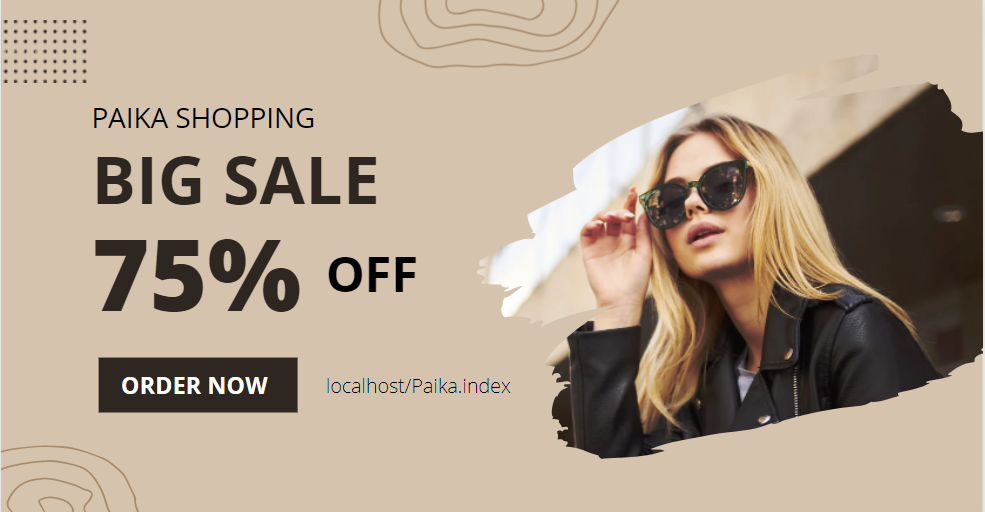 PAIKA SHOPPING
BIG SALE
75% OFF
ORDER NOW
localhost/Paika.index